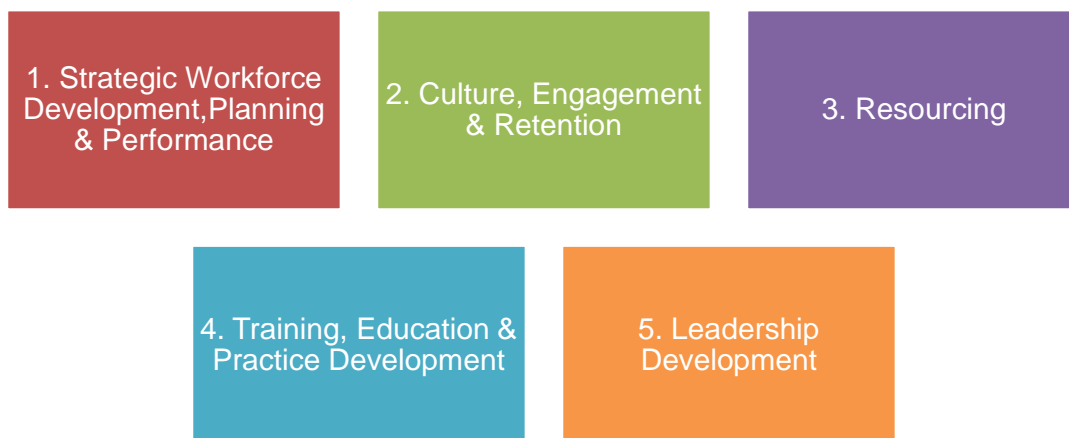 1. Strategic Workforce
Development,Planning
& Performance
2. Culture, Engagement
& Retention
3. Resourcing
4. Training, Education &
Practice Development
5. Leadership
Development